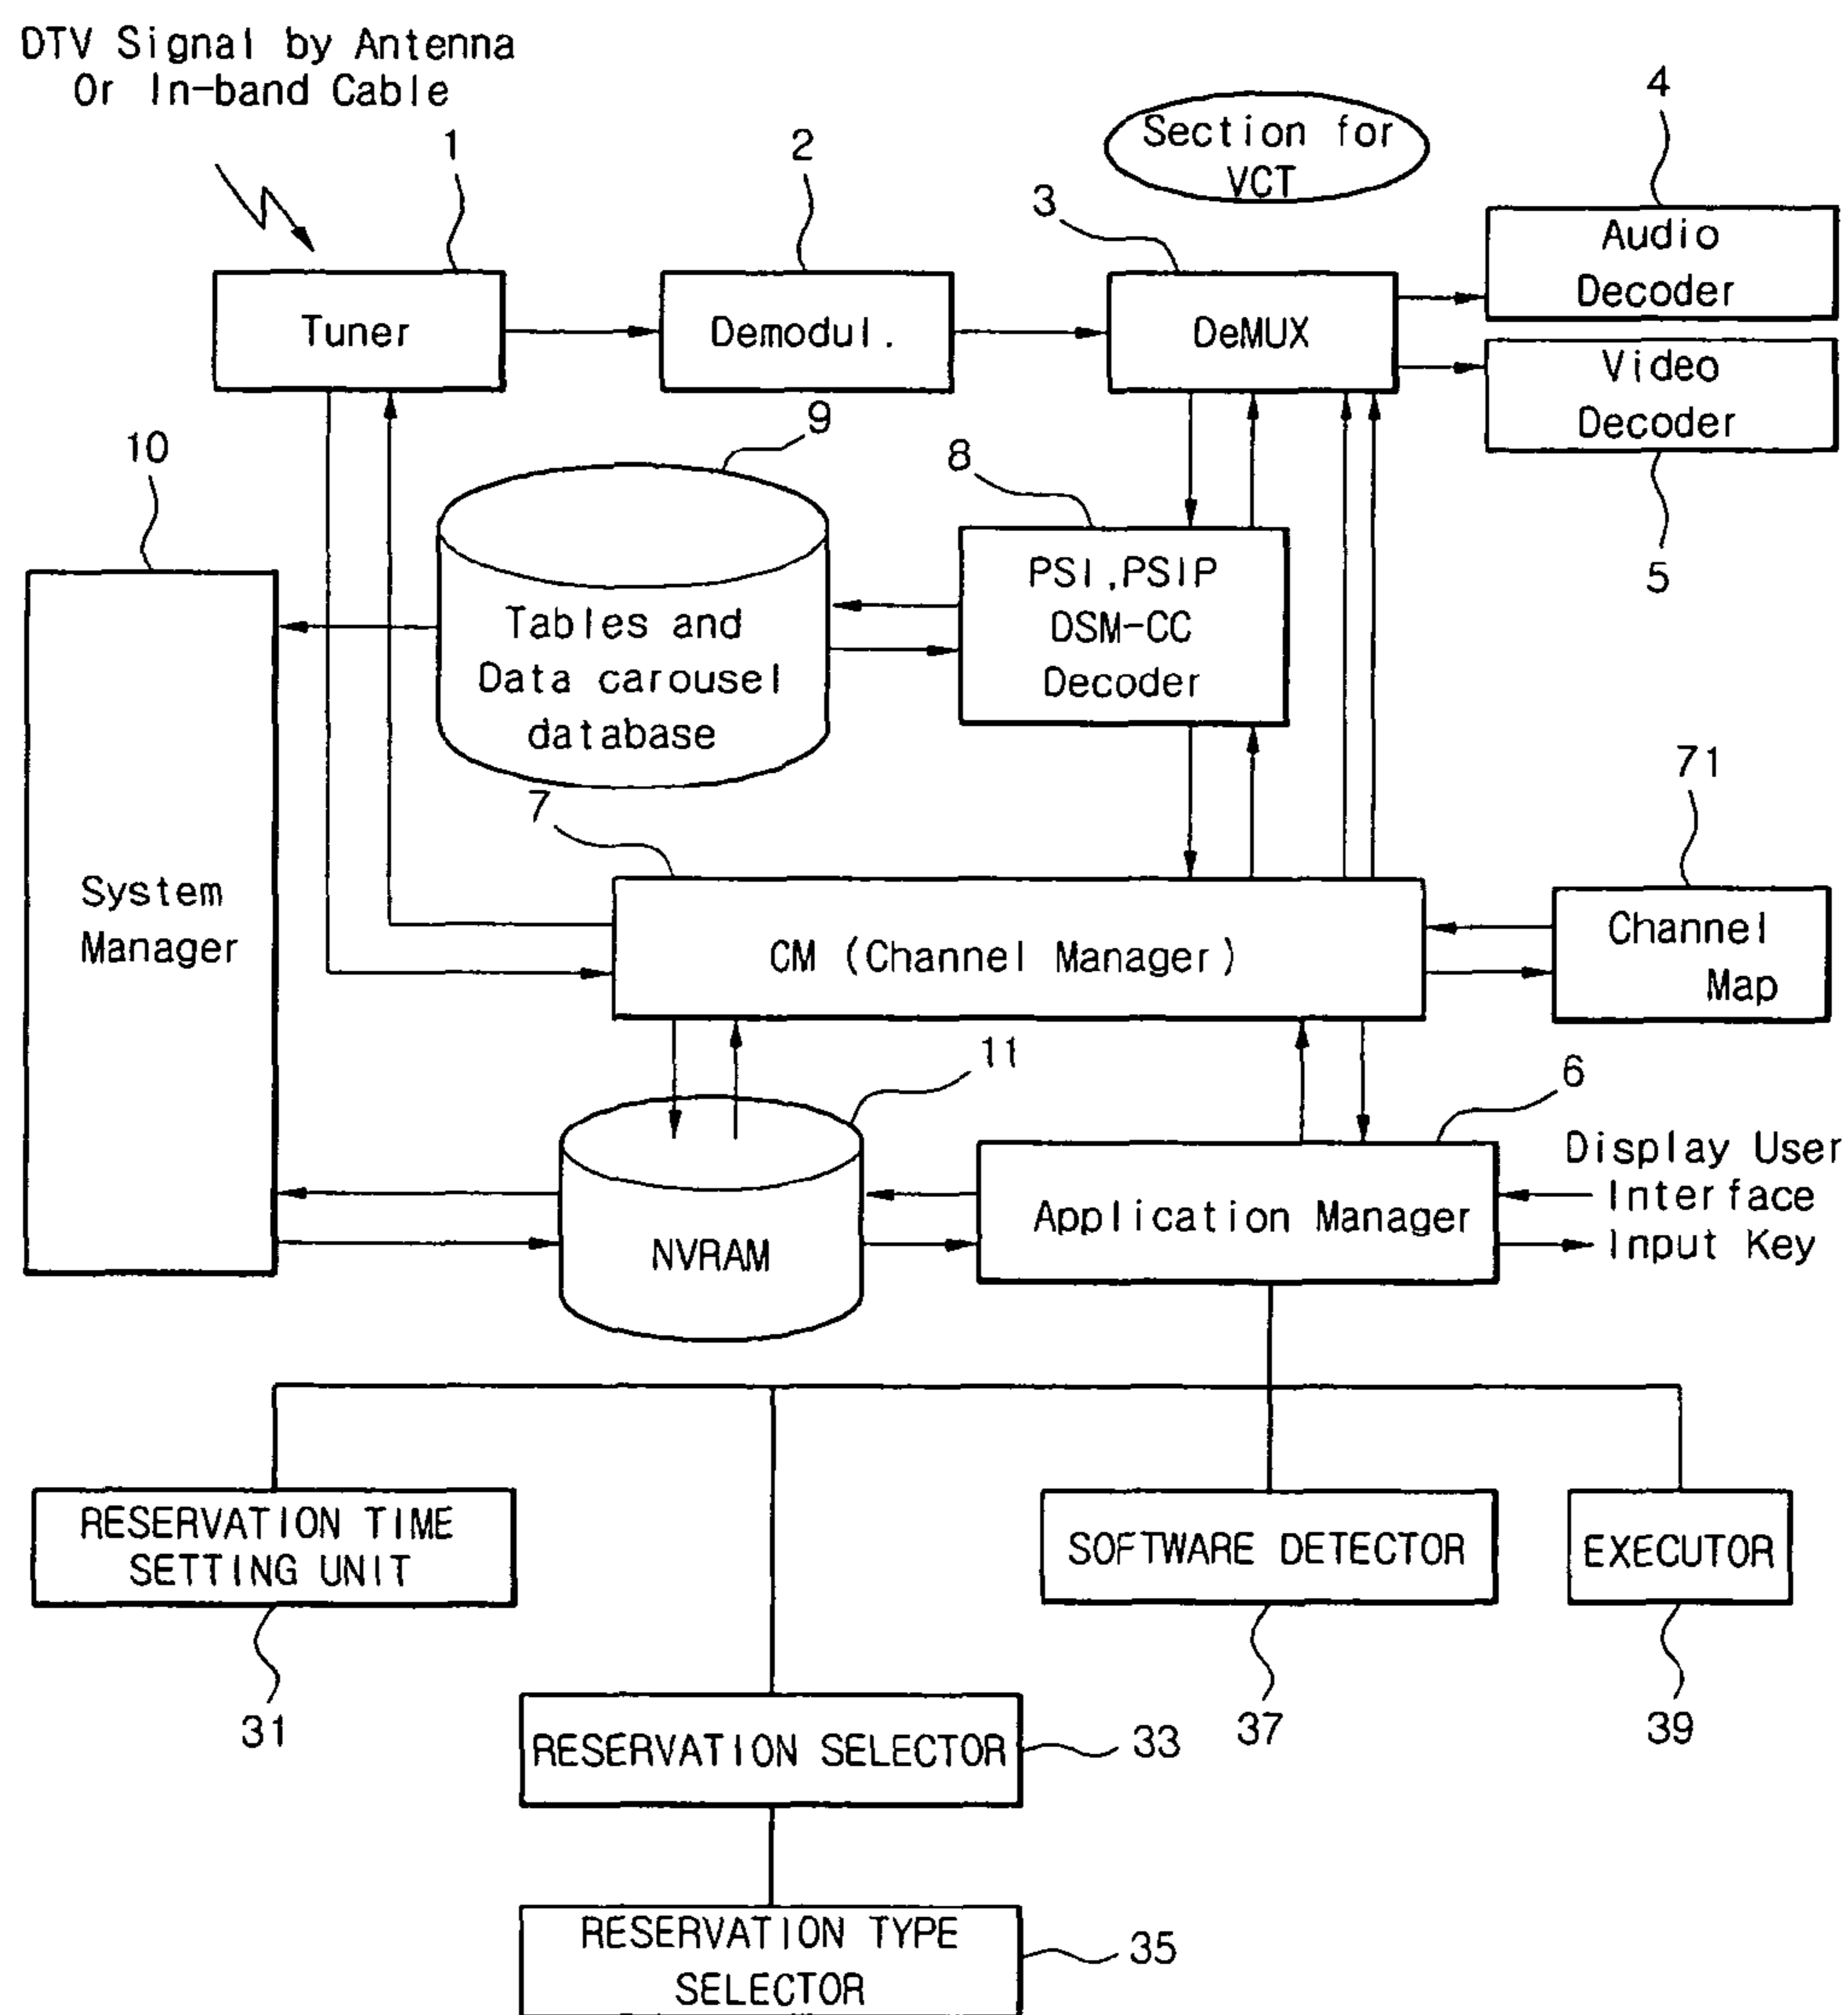 DTV Signal by Antenna
Or In-band Cable
1
2
3
Section for
VCT
4
Audio
Decoder
Tuner
Demodul.
DeMUX
Video
Decoder
5
10
9
8
System
Manager
Tables and
Data carousel
database
PSI,PSIP
DSM-CC
Decoder
7
71
CM (Channel Manager)
Channel
Map
11
6
NVRAM
Application Manager
Display User
Interface
Input Key
RESERVATION TIME
SETTING UNIT
31
SOFTWARE DETECTOR
37
EXECUTOR
39
RESERVATION SELECTOR
33
RESERVATION TYPE
SELECTOR
35